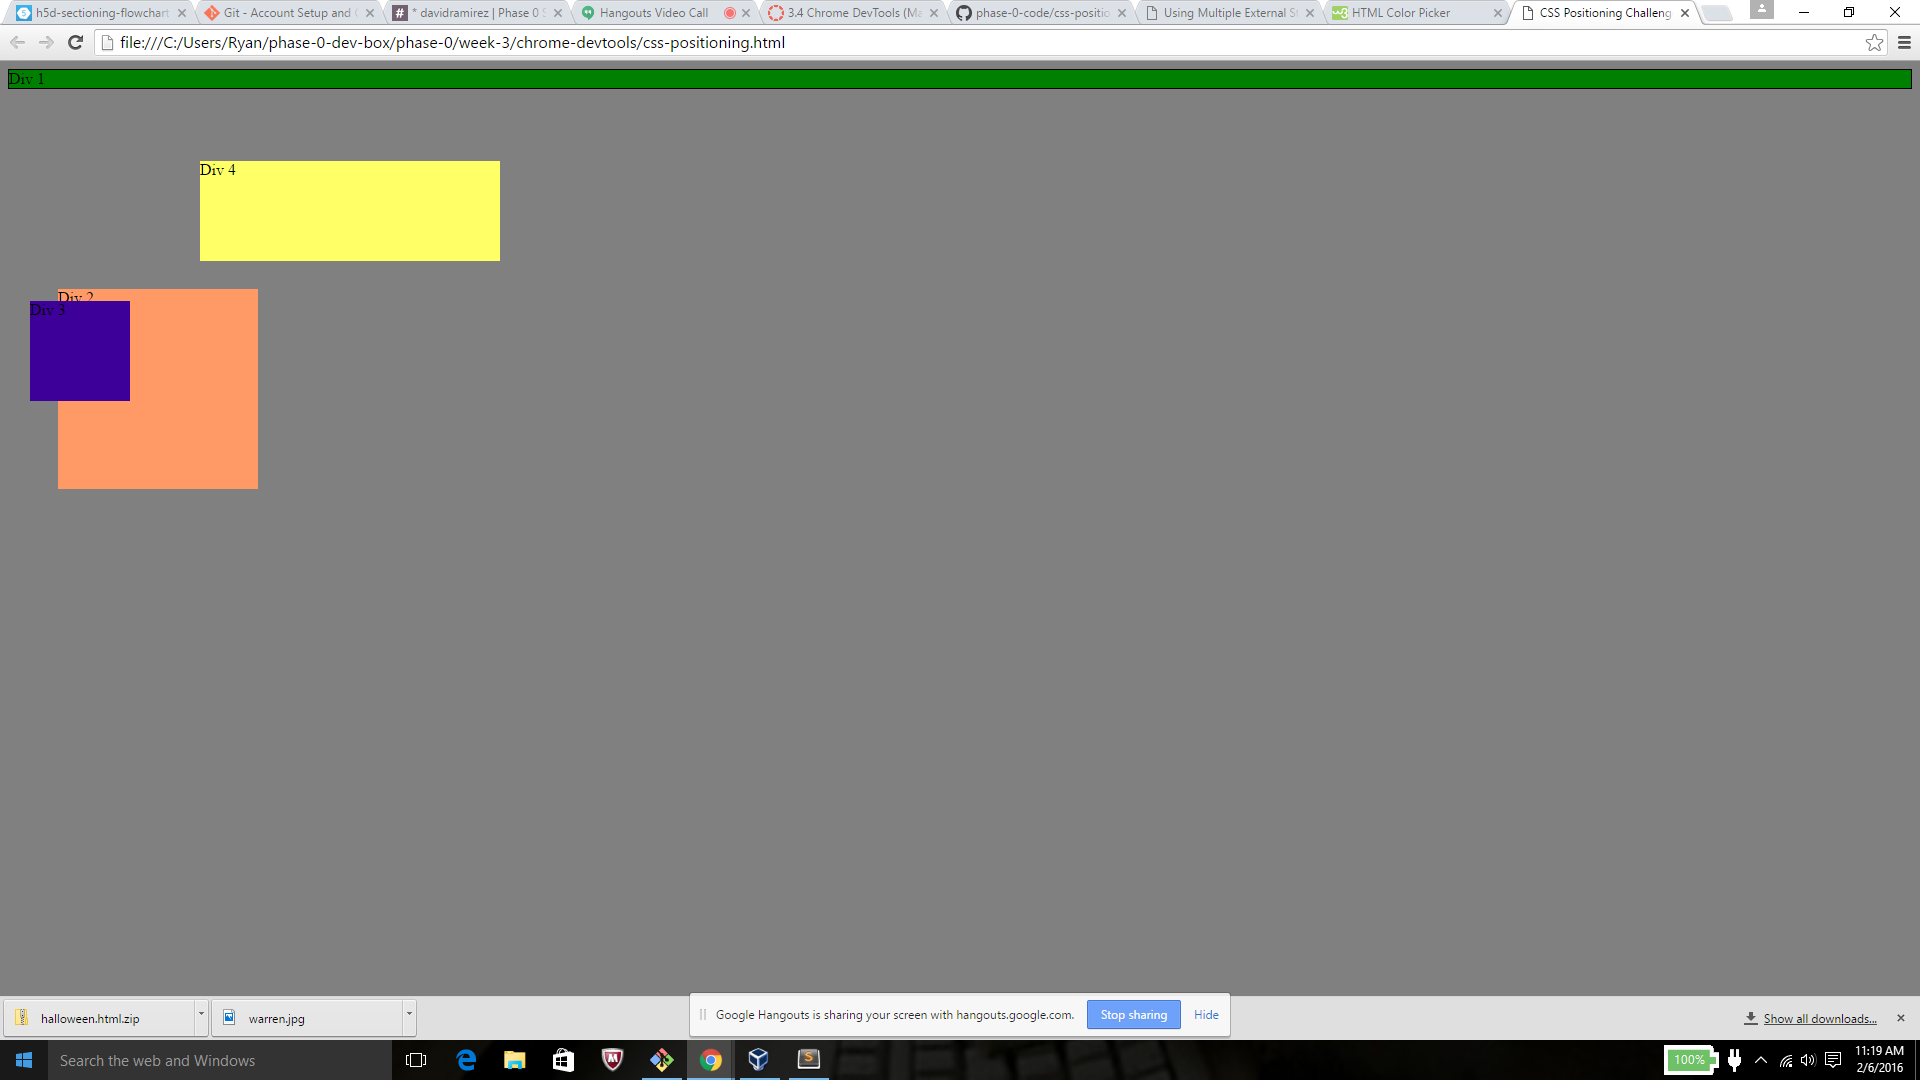 h5d-sectioning-flowchart
Git - Account Setup and
* davidramirez | Phase 0 S
Hangouts Video Call
3.4 Chrome DevTools (Ma
phase-0-code/css-positio
Using Multiple External St
HTML Color Picker
CSS Positioning Challeng
file:///C:/Users/Ryan/phase-0-dev-box/phase-0/week-3/chrome-devtools/css-positioning.html
Div 1
Div 4
Div 2
Div 3
halloween.html.zip
warren.jpg
Google Hangouts is sharing your screen with hangouts.google.com.
Stop sharing
Hide
Show all downloads...
Search the web and Windows
100%
11:19 AM
2/6/2016